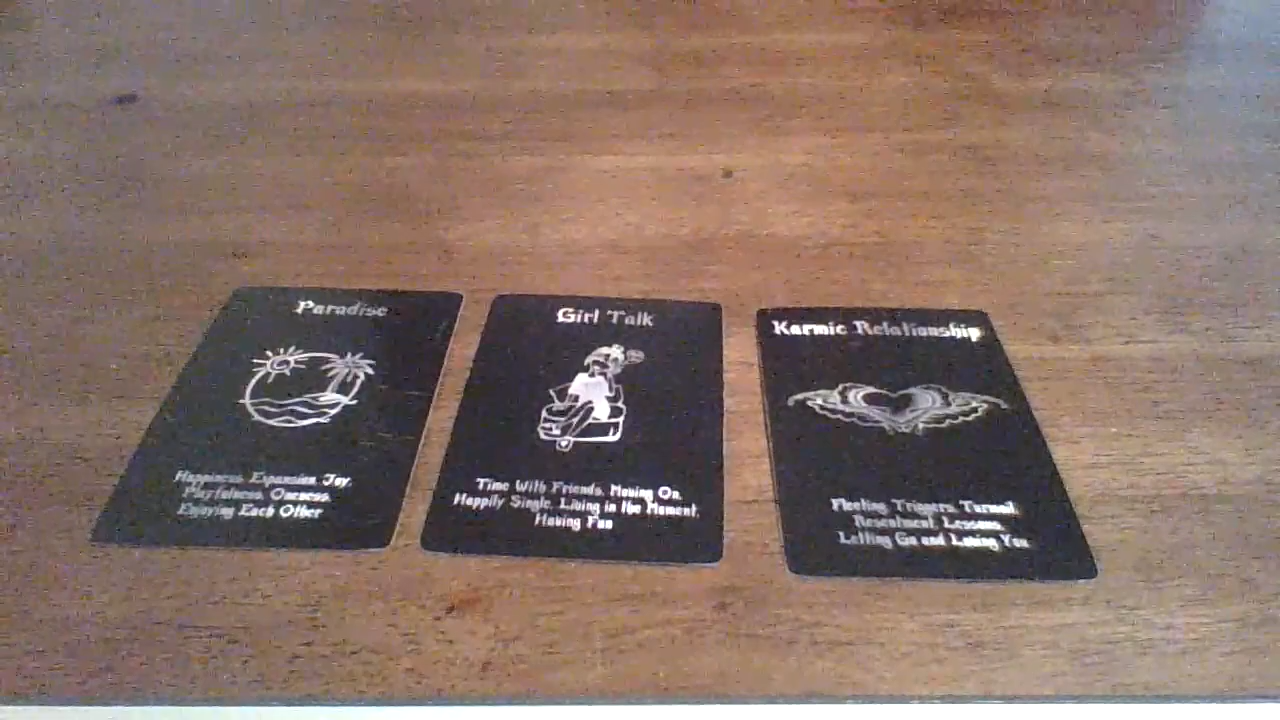 Paradise
Happiness, Expansion, Joy,
Playfulness, Oneness,
Enjoying Each Other
Girl Talk
Time With Friends, Moving On,
Happily Single, Living in the Moment,
Having Fun
Karmic Relationship
Fleeting, Triggers, Turmoil,
Resentment, Lessons,
Letting Go and Loving You